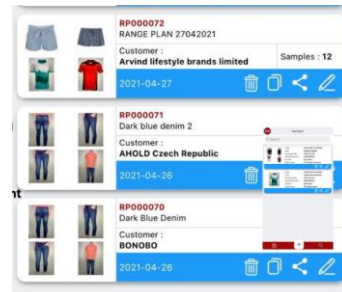 RP000072
RANGE PLAN 27042021
Customer :
Arvind lifestyle brands limited
Samples : 12
2021-04-27
RP000071
Dark blue denim 2
Customer :
AHOLD Czech Republic
2021-04-26
nt
RP000070
Dark Blue Denim
Customer :
BONOBO
2021-04-26